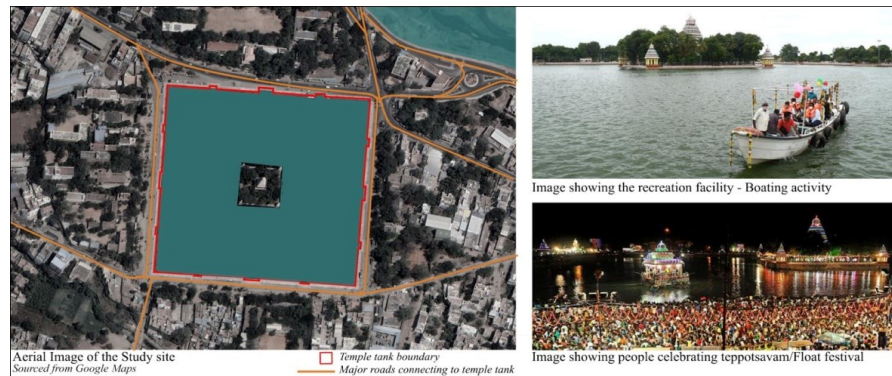 Aerial Image of the Study site
Sourced from Google Maps
Temple tank boundary
Major roads connecting to temple tank
Image showing the recreation facility - Boating activity
Image showing people celebrating teppotsavam/Float festival